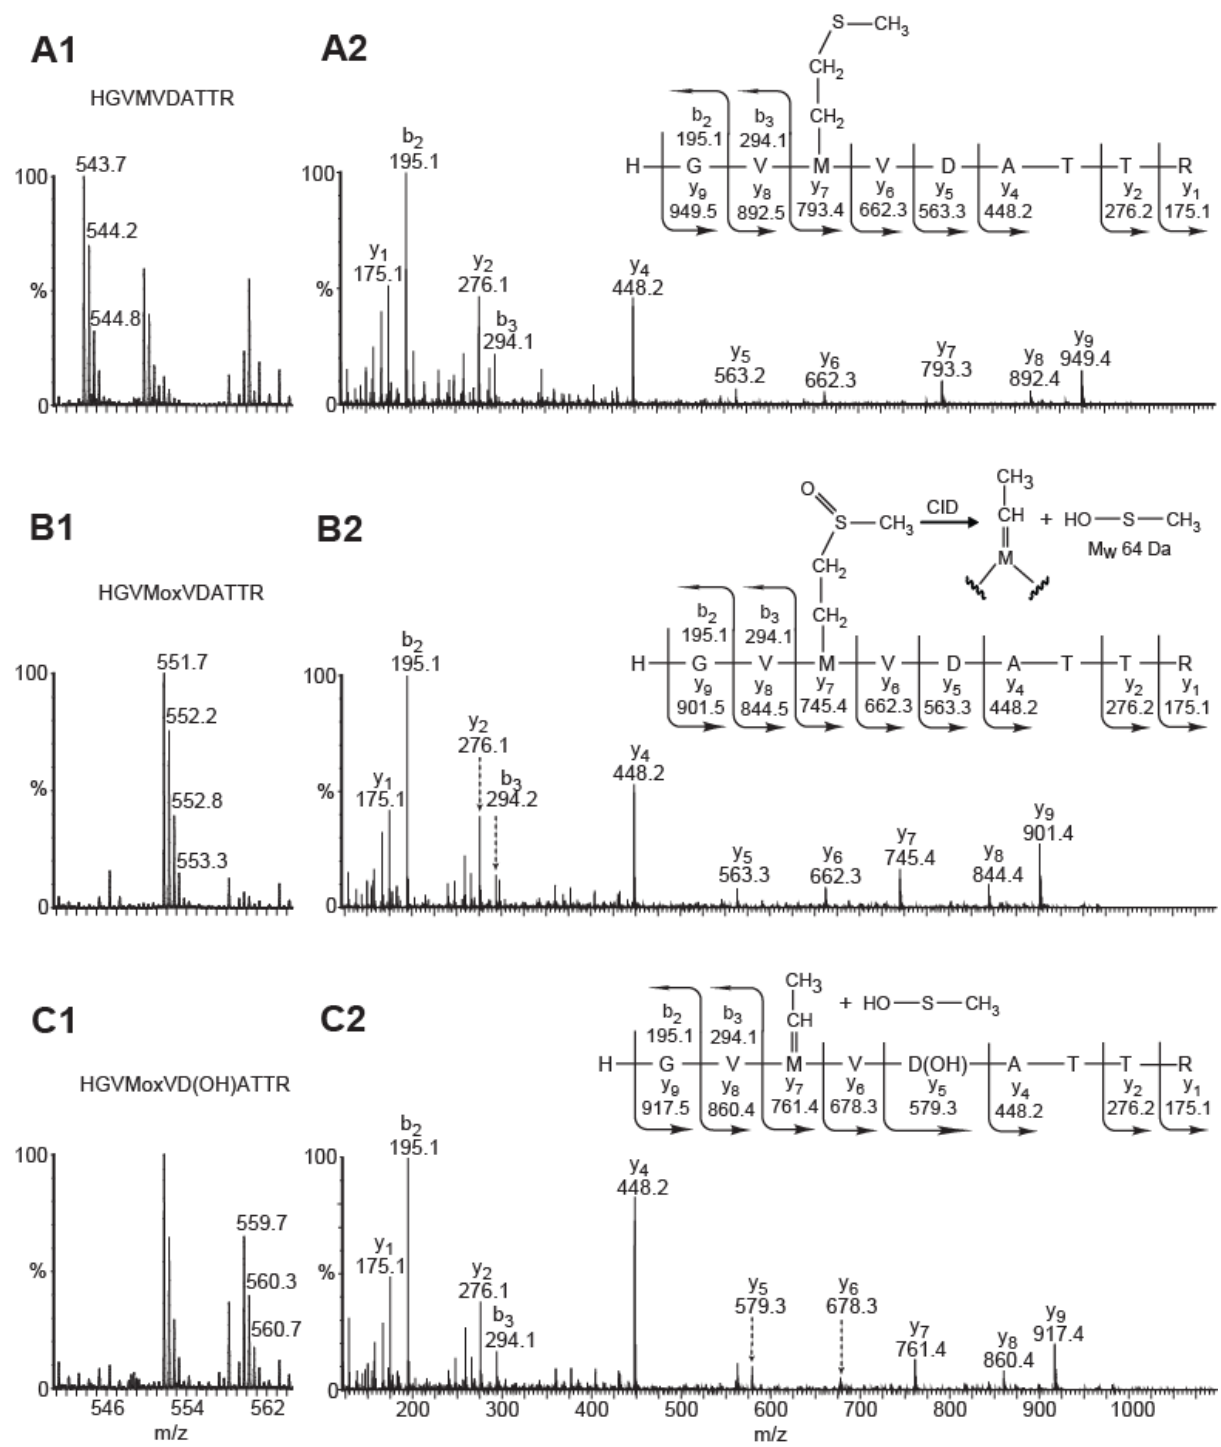 A1
HGVMVDATTR
100
%
0
543.7
544.2
544.8
A2
100
%
0
y1
175.1
b2
195.1
y2
276.1
b3
294.1
y4
448.2
y5
563.2
y6
662.3
y7
793.3
y8
892.4
y9
949.4
S—CH3
CH2
CH2
b2 b3
195.1 294.1
H G V M V D A T T R
y9 y8 y7 y6 y5 y4 y2 y1
949.5 892.5 793.4 662.3 563.3 448.2 276.2 175.1
B1
HGVMoxVDATTR
100
%
0
551.7
552.2
552.8
553.3
B2
100
%
0
y1
175.1
b2
195.1
y2
276.1
b3
294.2
y4
448.2
y5
563.3
y6
662.3
y7
745.4
y8
844.4
y9
901.4
O
S—CH3
CH2
CH2
CID
CH3
CH
M
+ HO—S—CH3
Mw 64 Da
b2 b3
195.1 294.1
H G V M V D A T T R
y9 y8 y7 y6 y5 y4 y2 y1
901.5 844.5 745.4 662.3 563.3 448.2 276.2 175.1
C1
HGVMoxVD(OH)ATTR
100
%
0
559.7
560.3
560.7
546 554 562
m/z
C2
100
%
0
y1
175.1
b2
195.1
y2
276.1
b3
294.1
y4
448.2
y5
579.3
y6
678.3
y7
761.4
y8
860.4
y9
917.4
CH3
CH
+ HO—S—CH3
b2 b3
195.1 294.1
H G V M V D(OH) A T T R
y9 y8 y7 y6 y5 y4 y2 y1
917.5 860.4 761.4 678.3 579.3 448.2 276.2 175.1
200 300 400 500 600 700 800 900 1000
m/z